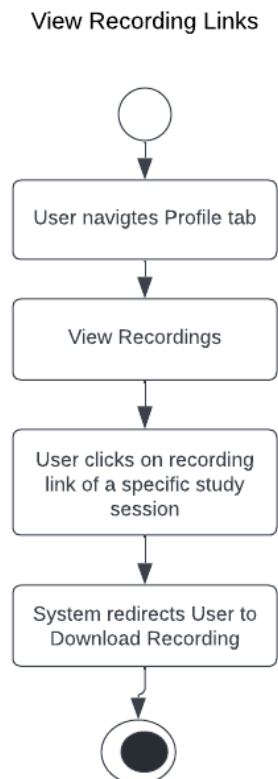 View Recording Links
User navigtes Profile tab
View Recordings
User clicks on recording
link of a specific study
session
System redirects User to
Download Recording